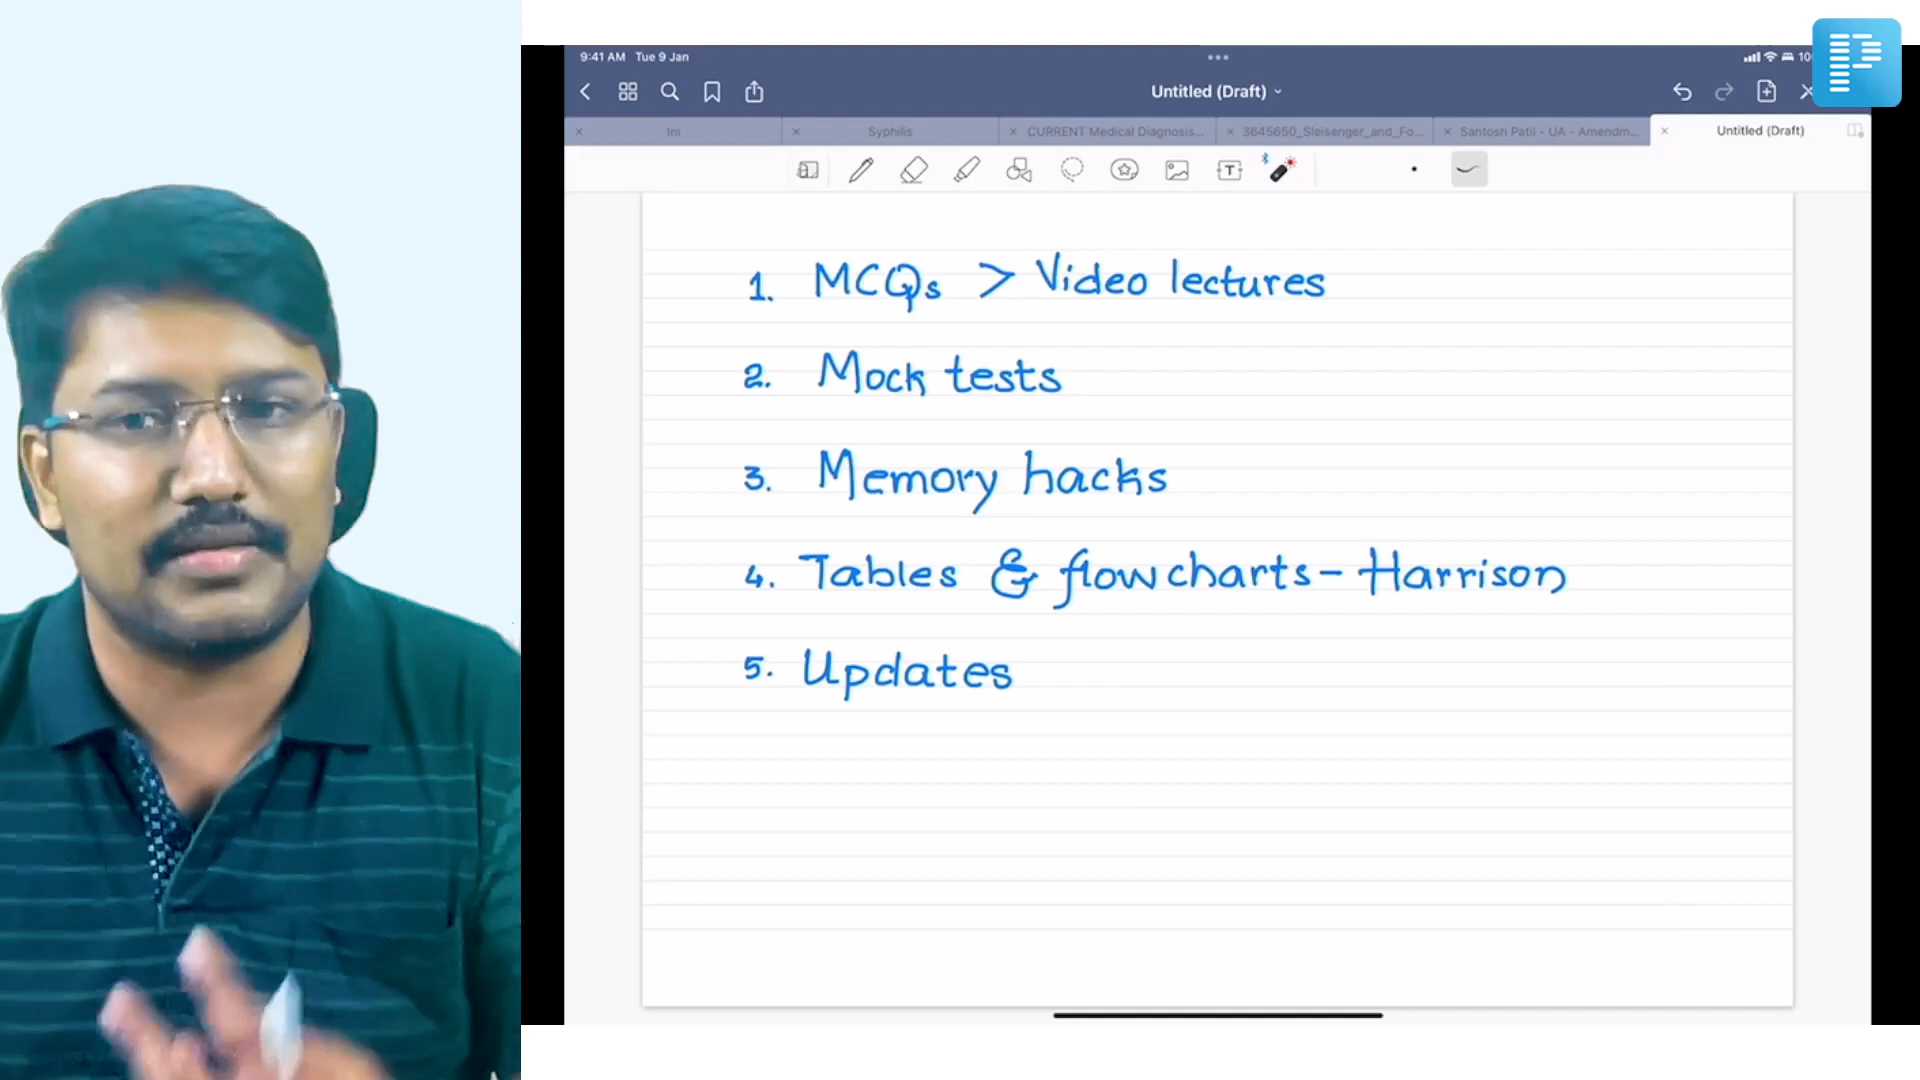 9:41 AM Tue 9 Jan
10
Untitled (Draft)
Ini
Syphilis
CURRENT Medical Diagnosis...
3645650_Sleisenger_and_Fo...
Santosh Patil - UA - Amendm...
Untitled (Draft)
1. MCQs > Video lectures
2. Mock tests
3. Memory hacks
4. Tables & flowcharts - Harrison
5. Updates